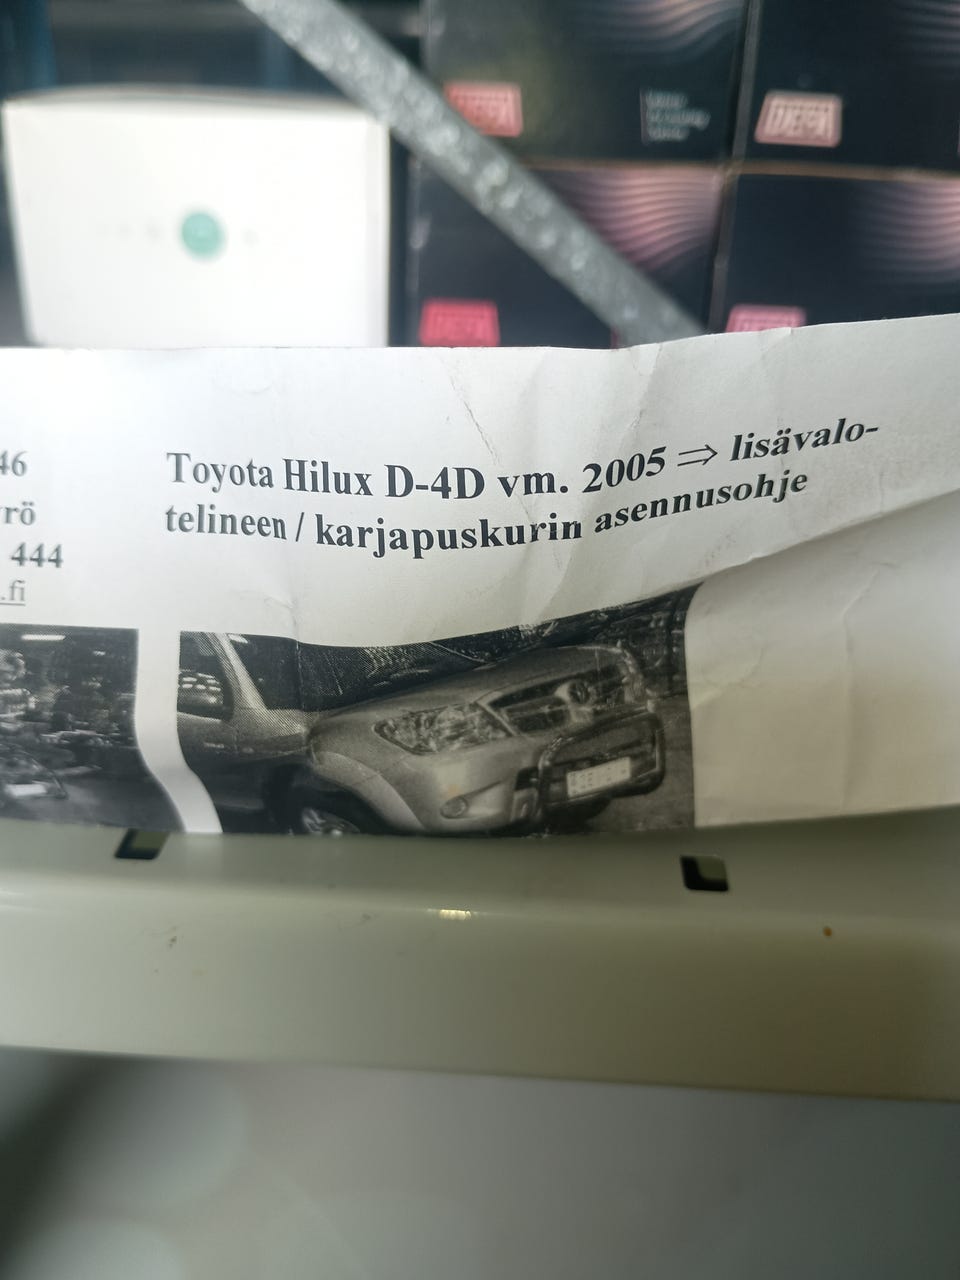 46
rö
444
.fi
Toyota Hilux D-4D vm. 2005 ⇒ lisävalo-
telineen / karjapuskurin asennusohje